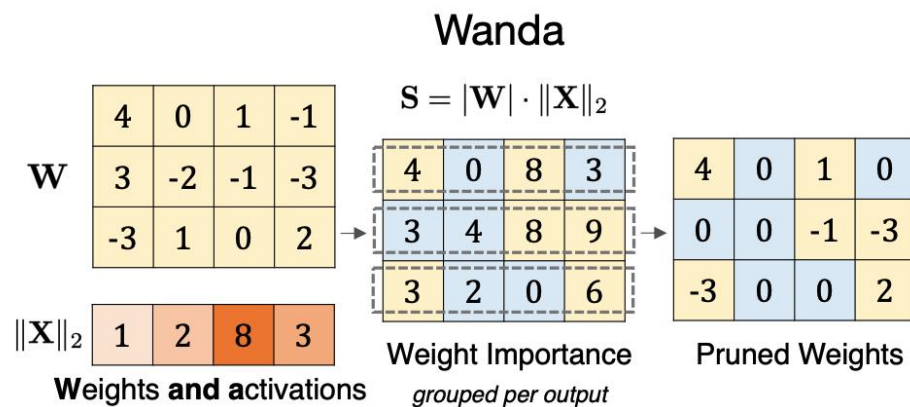 Wanda
S = |W| · ‖X‖₂
W
4 0 1 -1
3 -2 -1 -3
-3 1 0 2
4 0 8 3
3 4 8 9
3 2 0 6
4 0 1 0
0 0 -1 -3
-3 0 0 2
‖X‖₂ 1 2 8 3
Weights and activations
Weight Importance
grouped per output
Pruned Weights